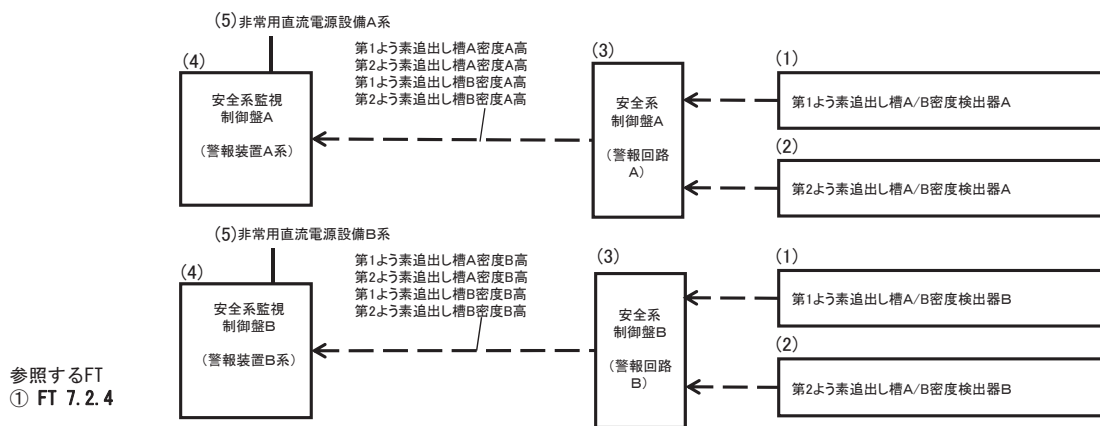 (5)非常用直流電源設備A系
(4)
安全系監視
制御盤A
(警報装置A系)
第1よう素追出し槽A密度A高
第2よう素追出し槽A密度A高
第1よう素追出し槽B密度A高
第2よう素追出し槽B密度A高
(3)
安全系
制御盤A
(警報回路
A)
(1)
第1よう素追出し槽A/B密度検出器A
(2)
第2よう素追出し槽A/B密度検出器A
(5)非常用直流電源設備B系
(4)
安全系監視
制御盤B
(警報装置B系)
第1よう素追出し槽A密度B高
第2よう素追出し槽A密度B高
第1よう素追出し槽B密度B高
第2よう素追出し槽B密度B高
(3)
安全系
制御盤B
(警報回路
B)
(1)
第1よう素追出し槽A/B密度検出器B
(2)
第2よう素追出し槽A/B密度検出器B
参照するFT
① FT 7.2.4